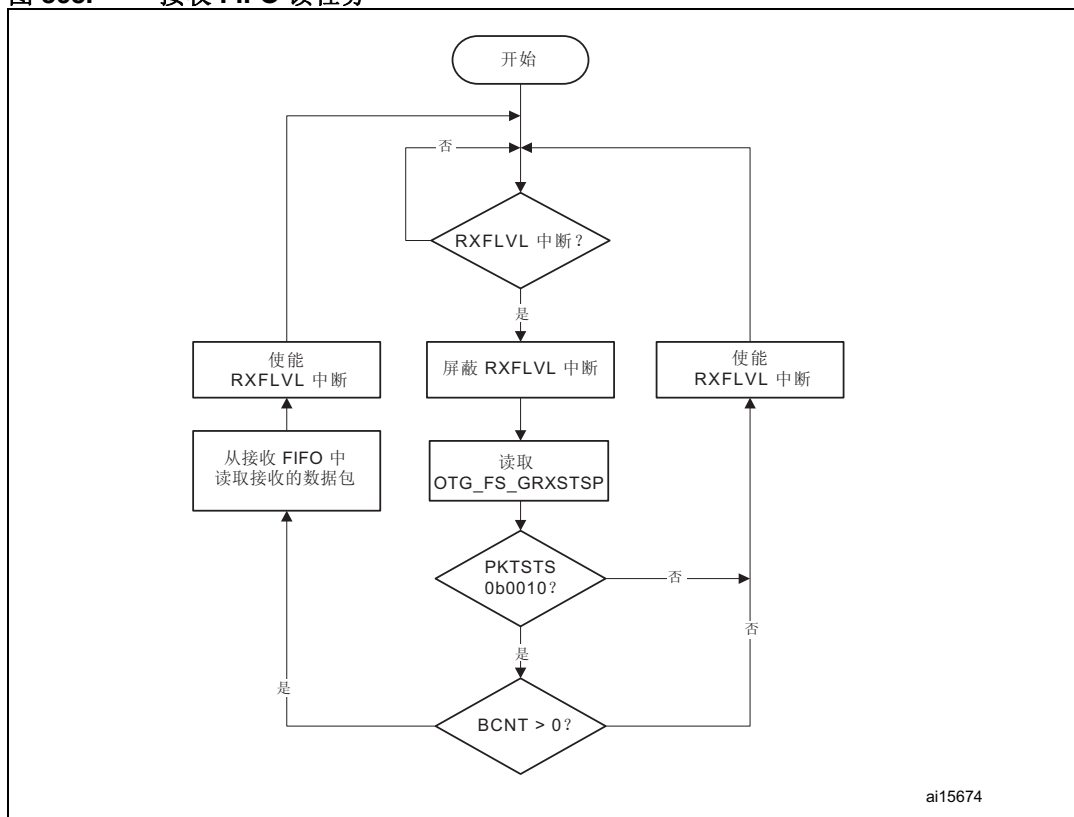 开始
否
RXFLVL 中断?
是
使能
RXFLVL 中断
屏蔽 RXFLVL 中断
使能
RXFLVL 中断
从接收 FIFO 中
读取接收的数据包
读取
OTG_FS_GRXSTSP
PKTSTS
0b0010?
否
否
是
是
BCNT > 0?
ai15674